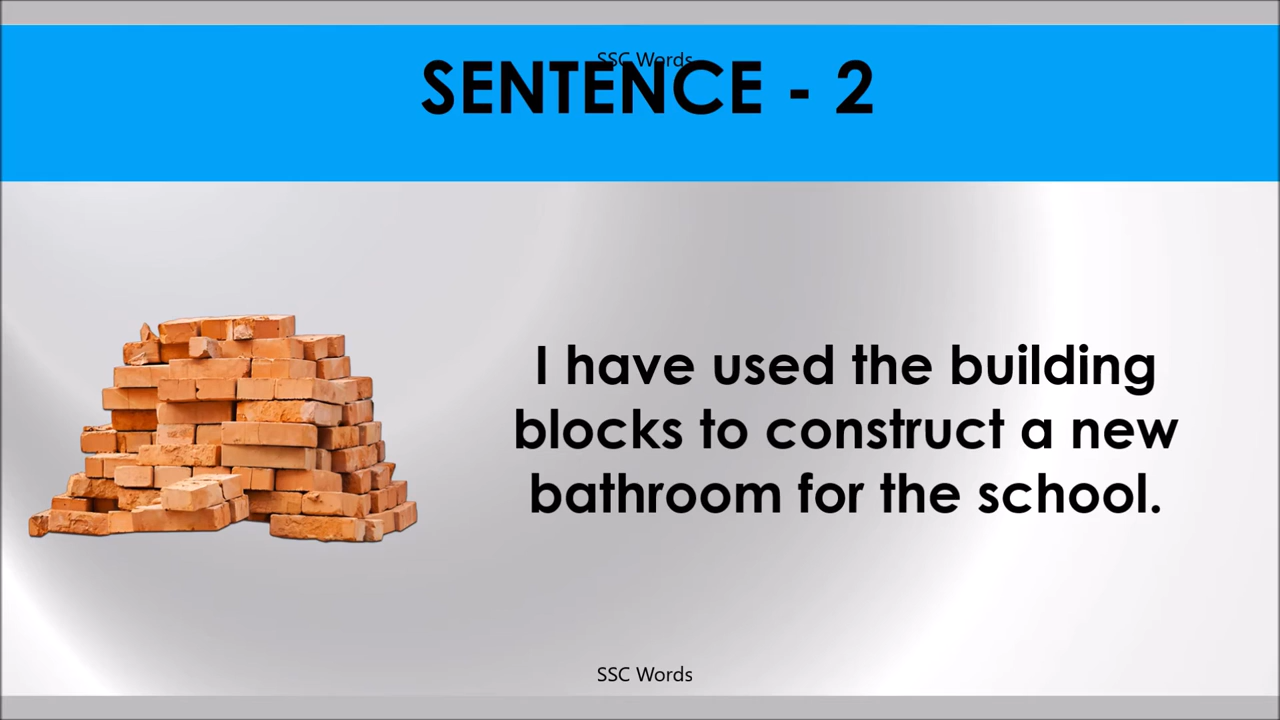 SSC Words
SENTENCE - 2
I have used the building
blocks to construct a new
bathroom for the school.
SSC Words